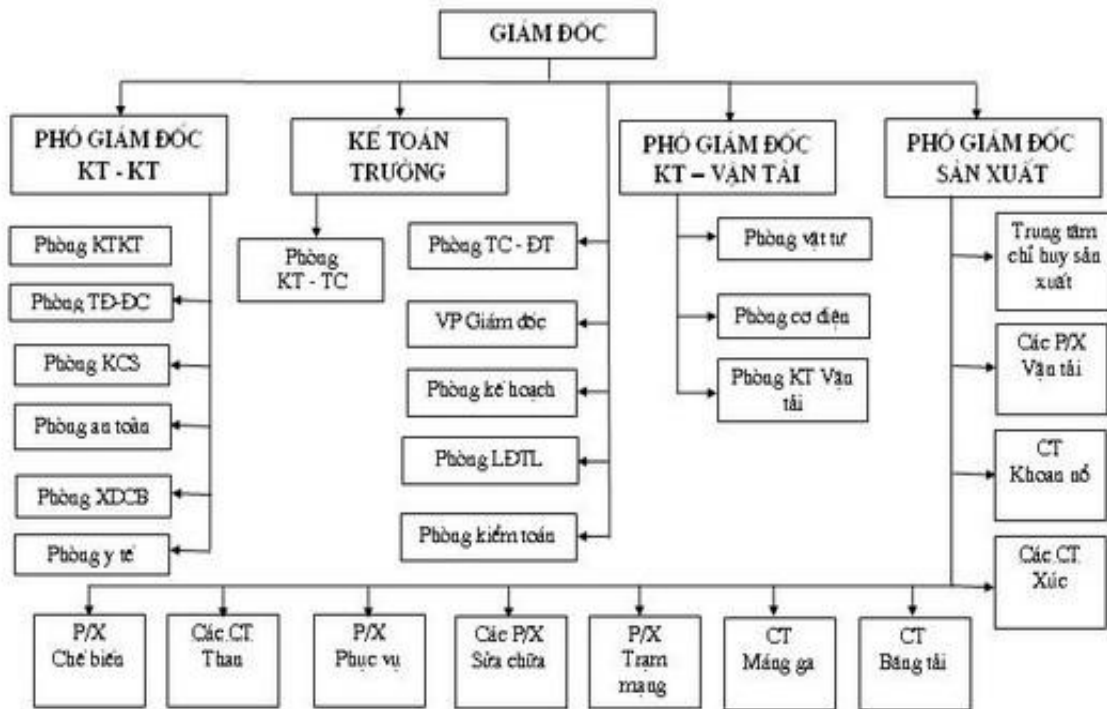 GIÁM ĐỐC
PHÓ GIÁM ĐỐC
KT - KT
KẾ TOÁN
TRƯỞNG
PHÓ GIÁM ĐỐC
KT – VẬN TẢI
PHÓ GIÁM ĐỐC
SẢN XUẤT
Phòng KTKT
Phòng TĐ-ĐC
Phòng KCS
Phòng an toàn
Phòng XDCB
Phòng y tế
Phòng
KT - TC
Phòng TC - ĐT
VP Giám đốc
Phòng kế hoạch
Phòng LĐTL
Phòng kiểm toán
Phòng vật tư
Phòng cơ điện
Phòng KT Vận
tải
Trung tâm
chỉ huy sản
xuất
Các P/X
Vận tải
CT
Khoan nổ
Các CT.
Xúc
P/X
Chế biến
Các CT.
Than
P/X
Phục vụ
Các P/X
Sửa chữa
P/X
Trạm
mạng
CT
Máng ga
CT
Băng tải